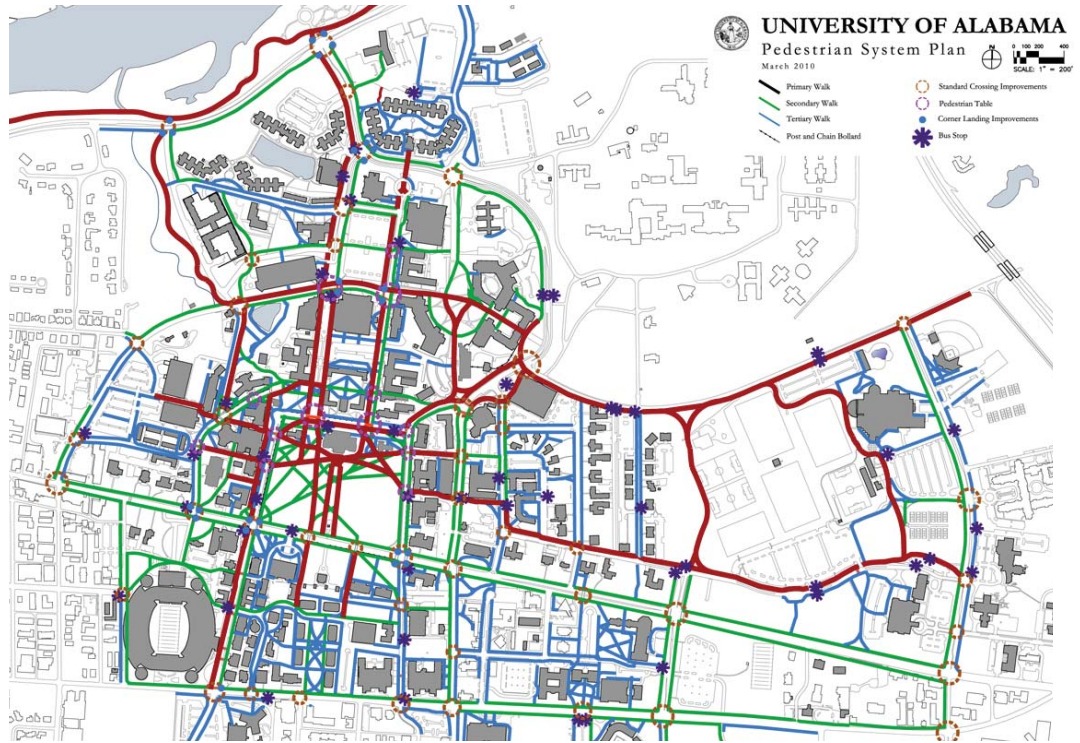 UNIVERSITY OF ALABAMA
Pedestrian System Plan
March 2010
N
0 100 200 400
SCALE: 1" = 200'
Primary Walk
Secondary Walk
Tertiary Walk
Post and Chain Bollard
Standard Crossing Improvements
Pedestrian Table
Corner Landing Improvements
Bus Stop